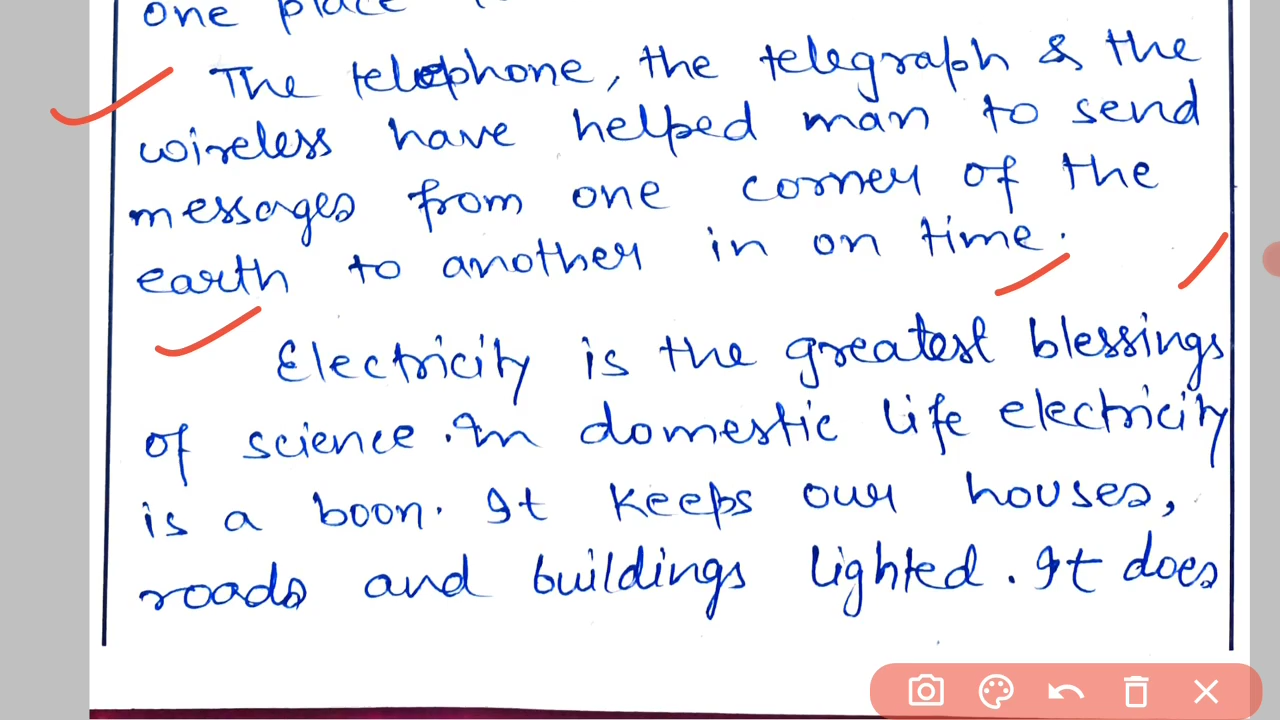 one place
The telephone, the telegraph & the
wireless have helped man to send
messages from one corner of the
earth to another in on time.
Electricity is the greatest blessings
of science. In domestic life electricity
is a boon. It keeps our houses,
roads and buildings lighted. It does